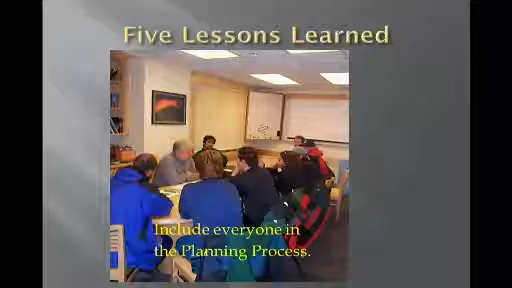 Five Lessons Learned
Include everyone in
the Planning Process.